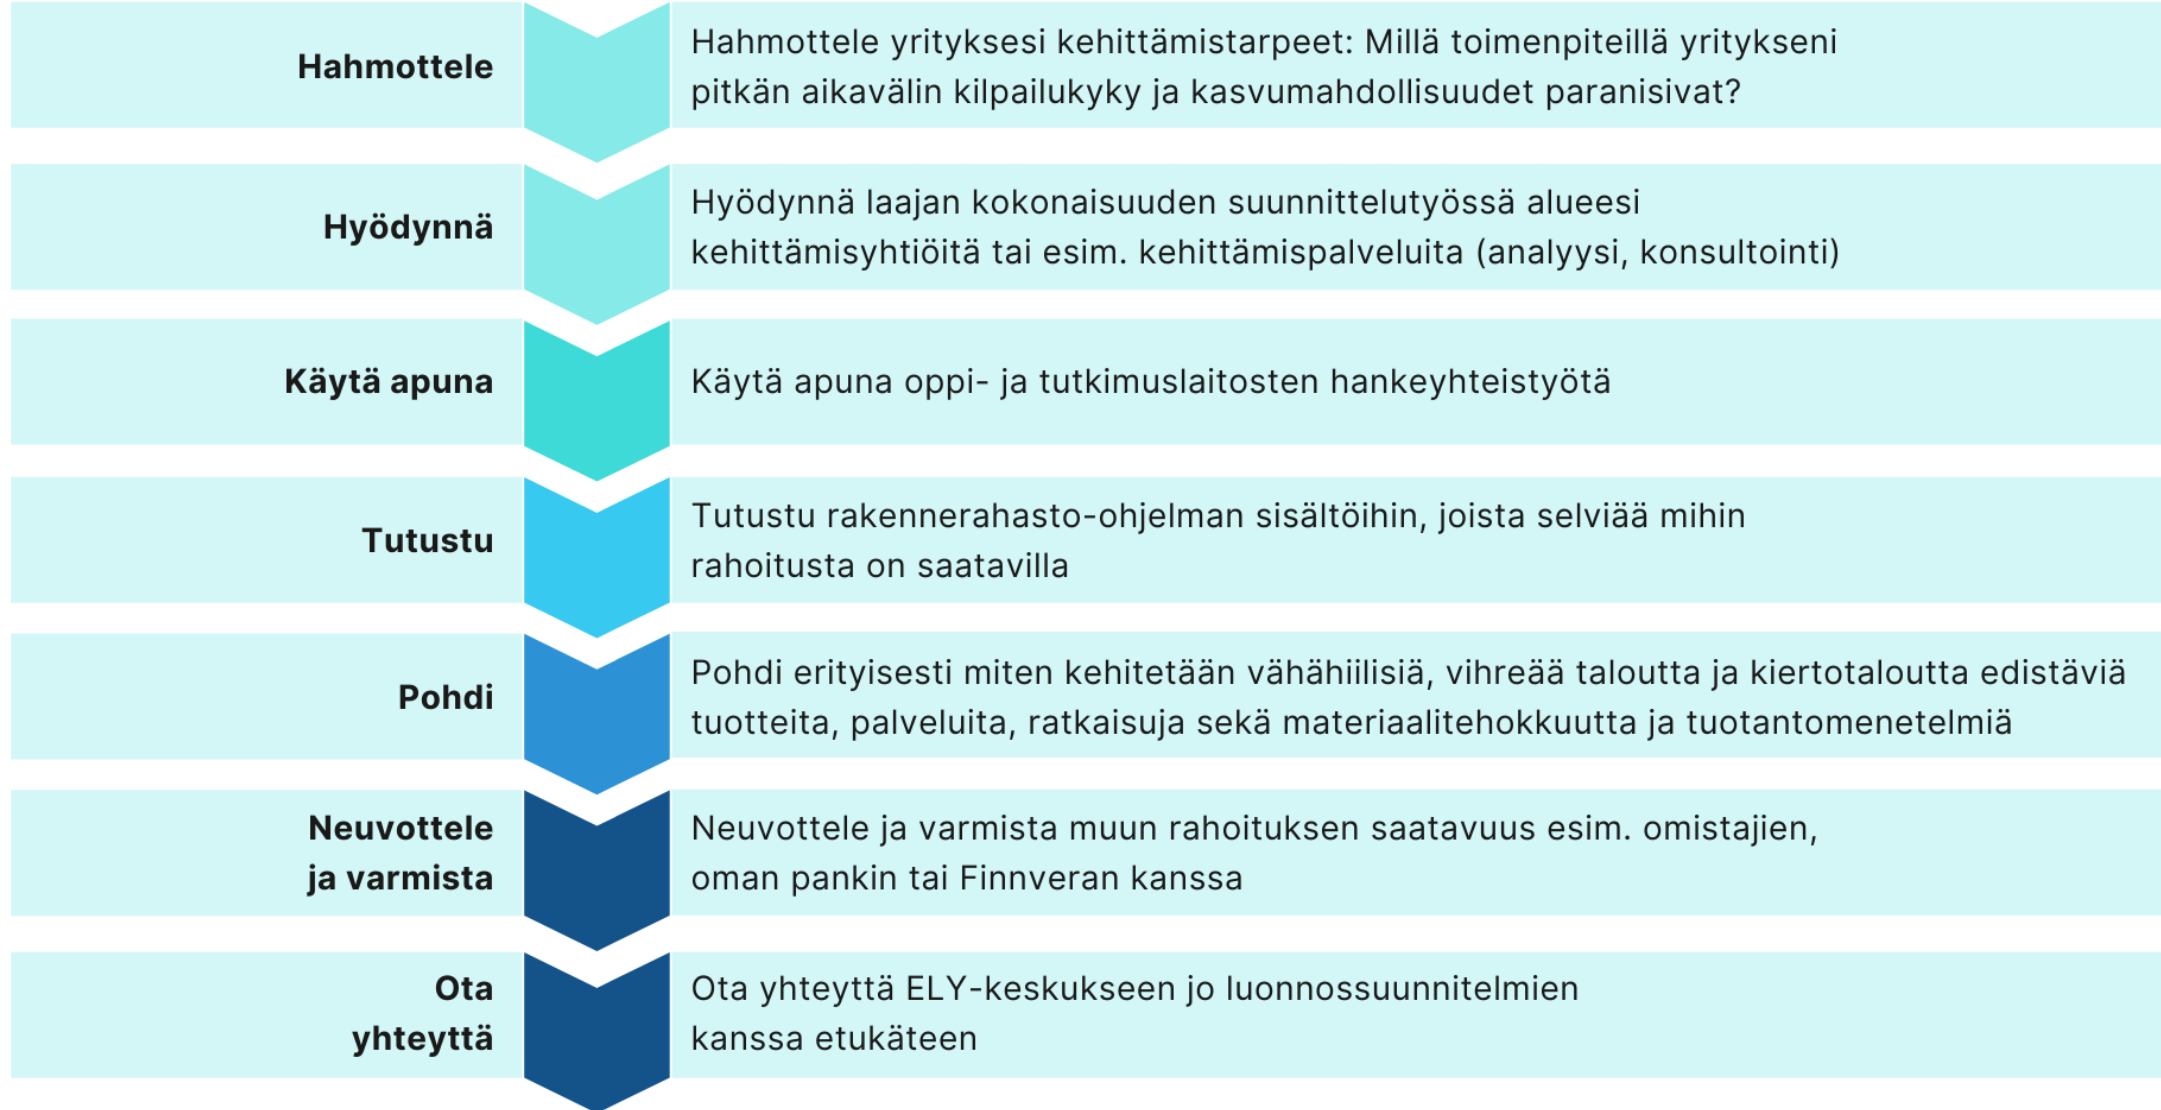 Hahmottele
Hahmottele yrityksesi kehittämistarpeet: Millä toimenpiteillä yritykseni
pitkän aikavälin kilpailukyky ja kasvumahdollisuudet paranisivat?
Hyödynnä
Hyödynnä laajan kokonaisuuden suunnittelutyössä alueesi
kehittämisyhtiöitä tai esim. kehittämispalveluita (analyysi, konsultointi)
Käytä apuna
Käytä apuna oppi- ja tutkimuslaitosten hankeyhteistyötä
Tutustu
Tutustu rakennerahasto-ohjelman sisältöihin, joista selviää mihin
rahoitusta on saatavilla
Pohdi
Pohdi erityisesti miten kehitetään vähähiilisiä, vihreää taloutta ja kiertotaloutta edistäviä
tuotteita, palveluita, ratkaisuja sekä materiaalitehokkuutta ja tuotantomenetelmiä
Neuvottele
ja varmista
Neuvottele ja varmista muun rahoituksen saatavuus esim. omistajien,
oman pankin tai Finnveran kanssa
Ota
yhteyttä
Ota yhteyttä ELY-keskukseen jo luonnossuunnitelmien
kanssa etukäteen